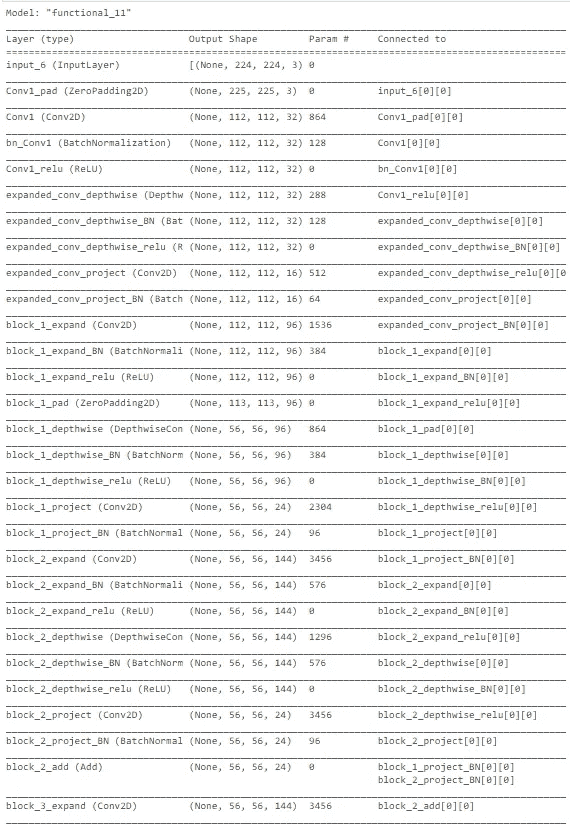 Model: "functional_11"
Layer (type) Output Shape Param # Connected to
input_6 (InputLayer) [(None, 224, 224, 3) 0
Conv1_pad (ZeroPadding2D) (None, 225, 225, 3) 0 input_6[0][0]
Conv1 (Conv2D) (None, 112, 112, 32) 864 Conv1_pad[0][0]
bn_Conv1 (BatchNormalization) (None, 112, 112, 32) 128 Conv1[0][0]
Conv1_relu (ReLU) (None, 112, 112, 32) 0 bn_Conv1[0][0]
expanded_conv_depthwise (Depthw (None, 112, 112, 32) 288 Conv1_relu[0][0]
expanded_conv_depthwise_BN (Bat (None, 112, 112, 32) 128 expanded_conv_depthwise[0][0]
expanded_conv_depthwise_relu (R (None, 112, 112, 32) 0 expanded_conv_depthwise_BN[0][0]
expanded_conv_project (Conv2D) (None, 112, 112, 16) 512 expanded_conv_depthwise_relu[0][0
expanded_conv_project_BN (Batch (None, 112, 112, 16) 64 expanded_conv_project[0][0]
block_1_expand (Conv2D) (None, 112, 112, 96) 1536 expanded_conv_project_BN[0][0]
block_1_expand_BN (BatchNormali (None, 112, 112, 96) 384 block_1_expand[0][0]
block_1_expand_relu (ReLU) (None, 112, 112, 96) 0 block_1_expand_BN[0][0]
block_1_pad (ZeroPadding2D) (None, 113, 113, 96) 0 block_1_expand_relu[0][0]
block_1_depthwise (DepthwiseCon (None, 56, 56, 96) 864 block_1_pad[0][0]
block_1_depthwise_BN (BatchNorm (None, 56, 56, 96) 384 block_1_depthwise[0][0]
block_1_depthwise_relu (ReLU) (None, 56, 56, 96) 0 block_1_depthwise_BN[0][0]
block_1_project (Conv2D) (None, 56, 56, 24) 2304 block_1_depthwise_relu[0][0]
block_1_project_BN (BatchNormal (None, 56, 56, 24) 96 block_1_project[0][0]
block_2_expand (Conv2D) (None, 56, 56, 144) 3456 block_1_project_BN[0][0]
block_2_expand_BN (BatchNormali (None, 56, 56, 144) 576 block_2_expand[0][0]
block_2_expand_relu (ReLU) (None, 56, 56, 144) 0 block_2_expand_BN[0][0]
block_2_depthwise (DepthwiseCon (None, 56, 56, 144) 1296 block_2_expand_relu[0][0]
block_2_depthwise_BN (BatchNorm (None, 56, 56, 144) 576 block_2_depthwise[0][0]
block_2_depthwise_relu (ReLU) (None, 56, 56, 144) 0 block_2_depthwise_BN[0][0]
block_2_project (Conv2D) (None, 56, 56, 24) 3456 block_2_depthwise_relu[0][0]
block_2_project_BN (BatchNormal (None, 56, 56, 24) 96 block_2_project[0][0]
block_2_add (Add) (None, 56, 56, 24) 0 block_1_project_BN[0][0]
block_2_project_BN[0][0]
block_3_expand (Conv2D) (None, 56, 56, 144) 3456 block_2_add[0][0]